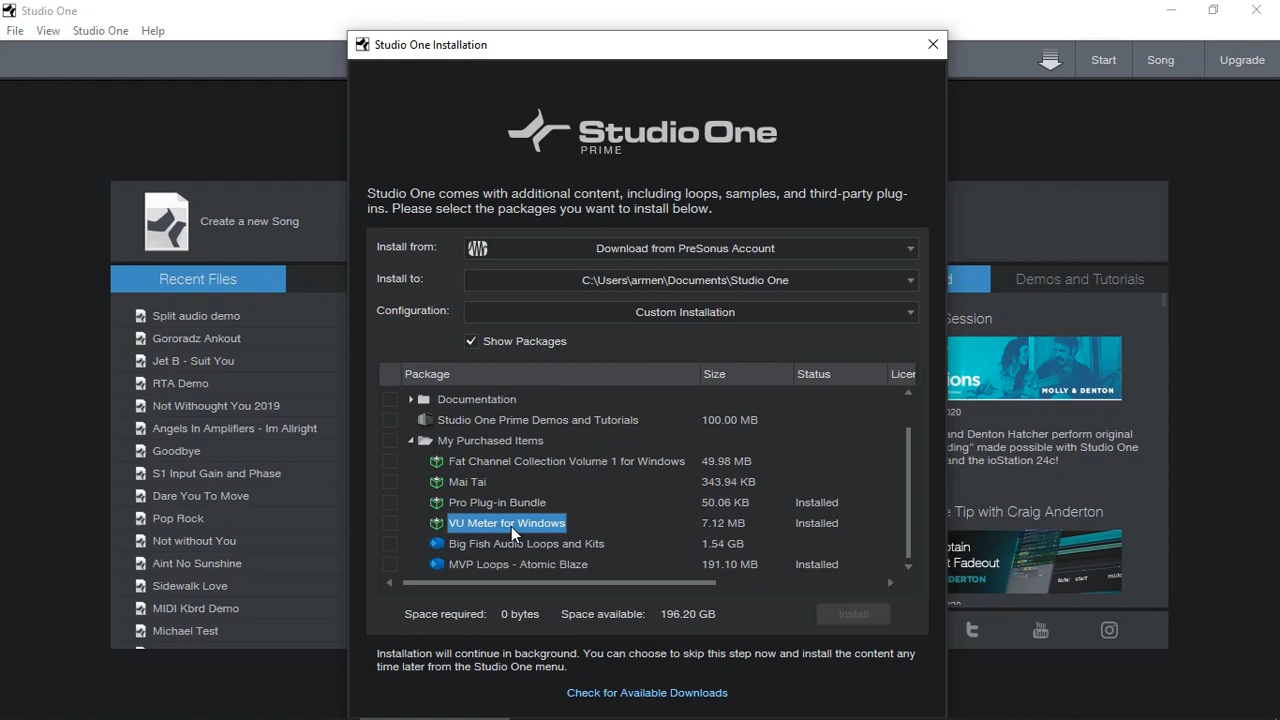 Studio One
File View Studio One Help
Start Song Upgrade
Create a new Song
Recent Files
Split audio demo
Gororadz Ankout
Jet B - Suit You
RTA Demo
Not Withought You 2019
Angels In Amplifiers - Im Allright
Goodbye
S1 Input Gain and Phase
Dare You To Move
Pop Rock
Not without You
Aint No Sunshine
Sidewalk Life
MIDI Kbrd Demo
Michael Test
Studio One Installation
Studio One
PRIME
Studio One comes with additional content, including loops, samples, and third-party plug-
ins. Please select the packages you want to install below.
Install from: Download from PreSonus Account
Install to: C:\Users\armen\Documents\Studio One
Configuration: Custom Installation
Show Packages
Package Size Status Licer
Documentation
Studio One Prime Demos and Tutorials 100.00 MB
My Purchased Items
Fat Channel Collection Volume 1 for Windows 49.98 MB
Mai Tai 343.94 KB
Pro Plug-in Bundle 50.06 KB Installed
VU Meter for Windows 7.12 MB Installed
Big Fish Audio Loops and Kits 1.54 GB
MVP Loops - Atomic Blaze 191.10 MB Installed
Space required: 0 bytes Space available: 196.20 GB Install
Installation will continue in background. You can choose to skip this step now and install the content any
time later from the Studio One menu.
Check for Available Downloads
d Demos and Tutorials
Session
ions
MOLLY & DENTON
2020
and Denton Hatcher perform original
ding" made possible with Studio One
and the ioStation 24c!
e Tip with Craig Anderton
ptain
t Fadeout
DERTON
fade: start
You
Tube